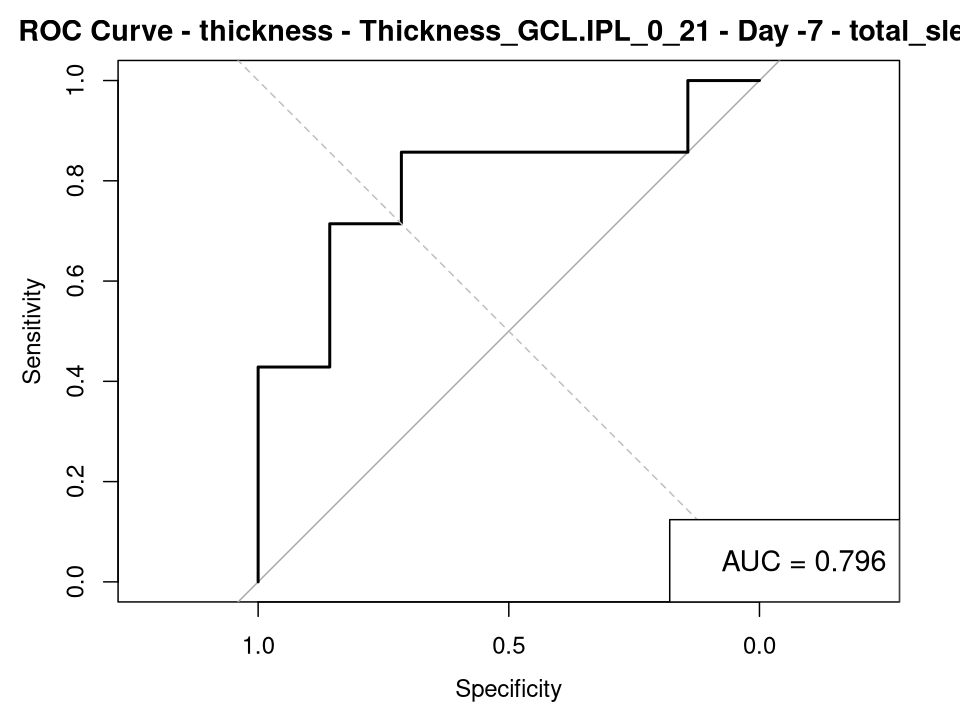 ROC Curve - thickness - Thickness_GCL.IPL_0_21 - Day -7 - total_sle
1.0
0.8
0.6
0.4
0.2
0.0
Sensitivity
AUC = 0.796
1.0 0.5 0.0
Specificity